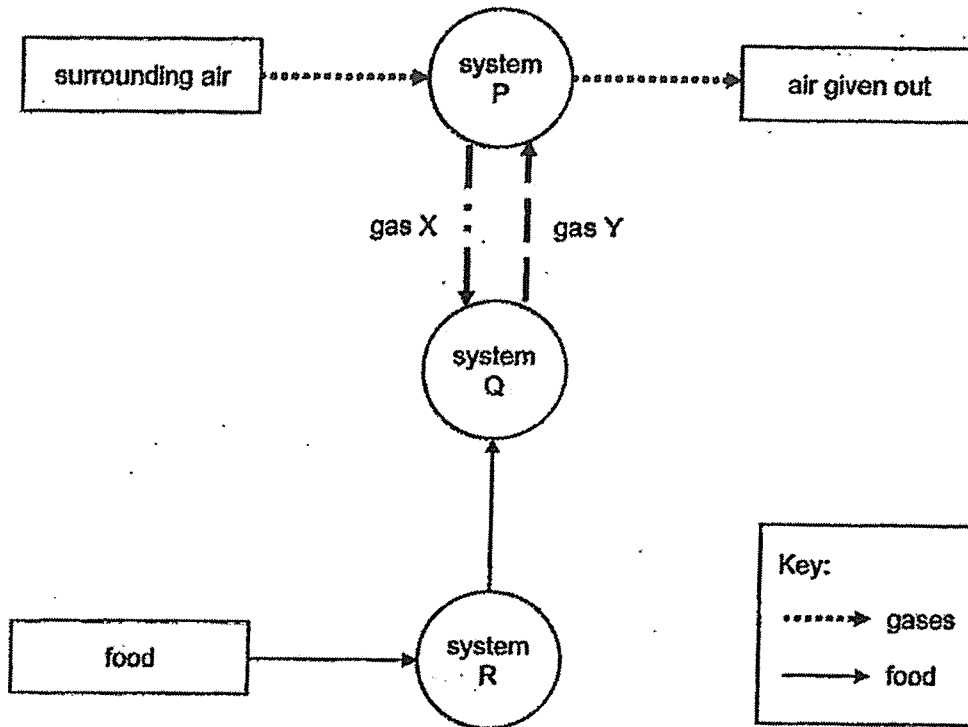 surrounding air
system
P
air given out
gas X
gas Y
system
Q
food
system
R
Key:
gases
food